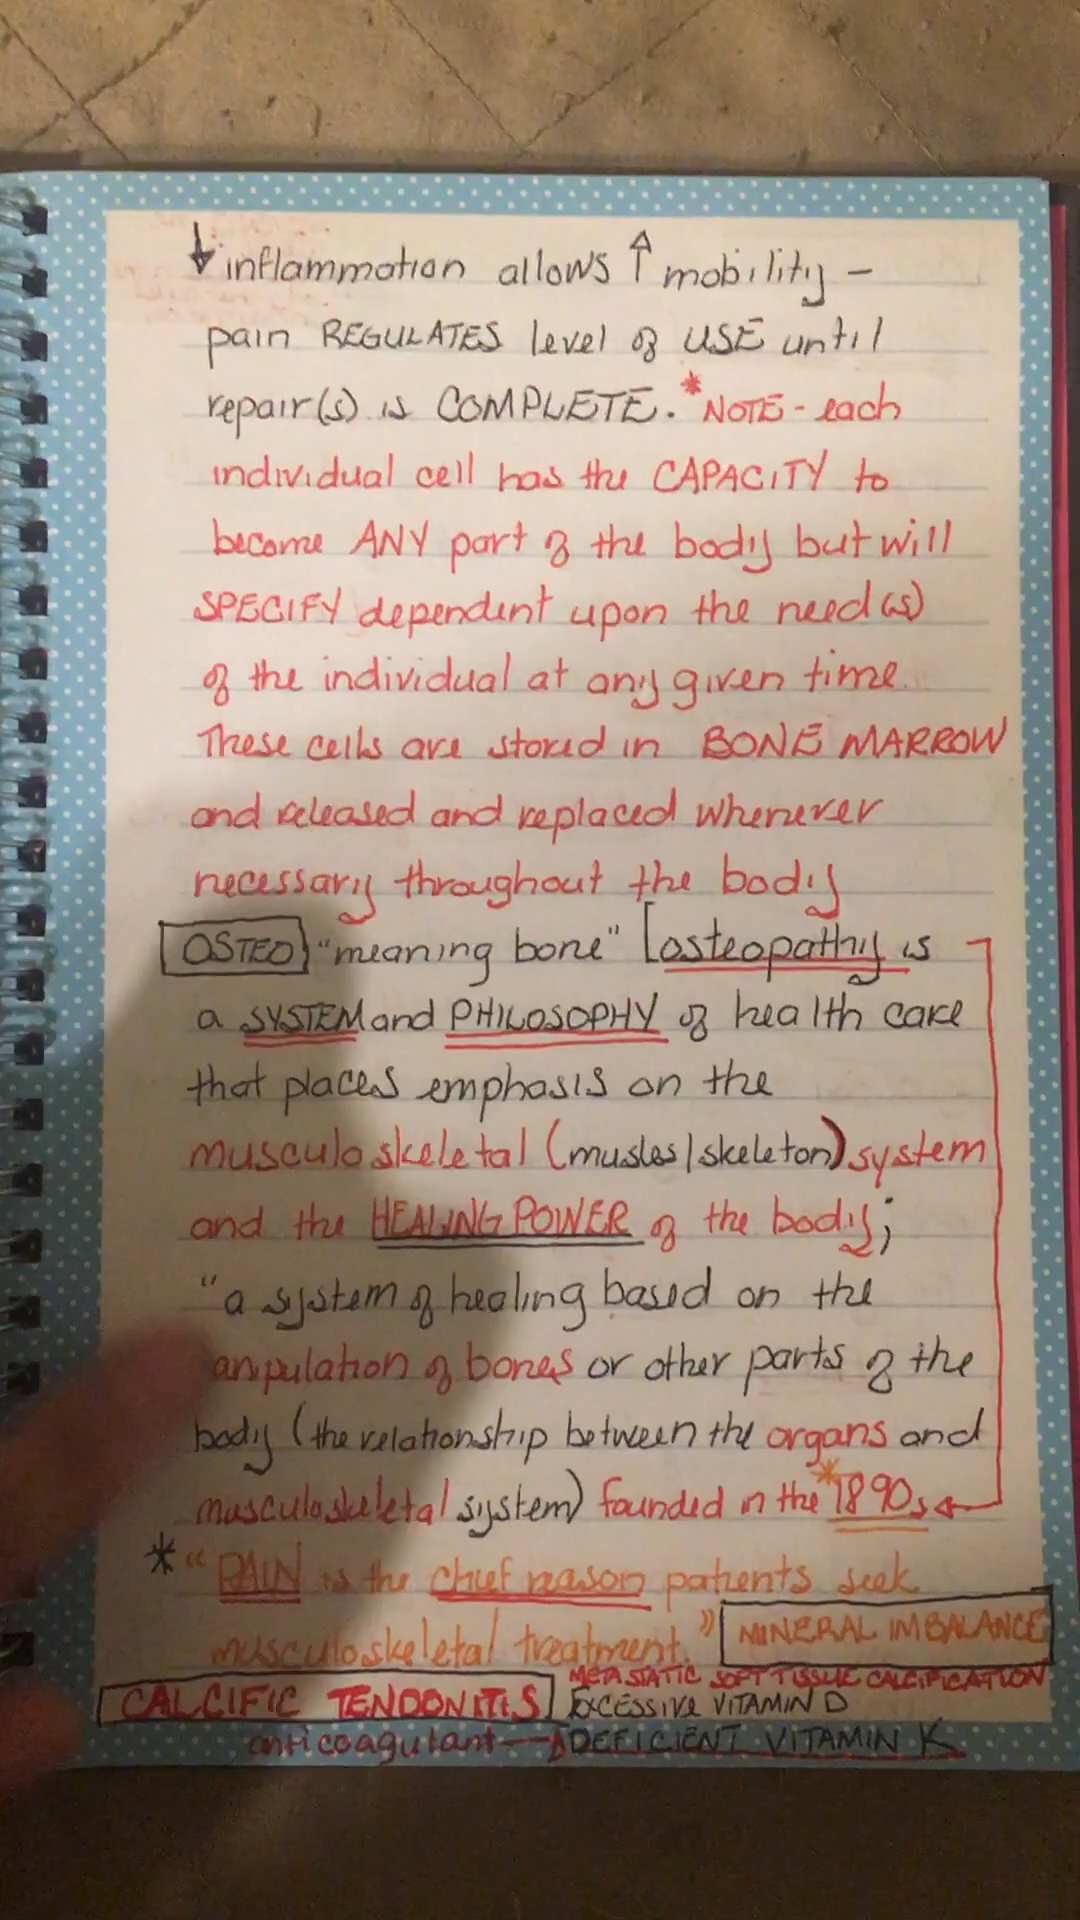 ↓ inflammation allows ↑ mobility -
pain REGULATES level of USE until
repair(s) is COMPLETE. *NOTE - each
individual cell has the CAPACITY to
become ANY part of the body but will
SPECIFY dependent upon the need(s)
of the individual at any given time.
These cells are stored in BONE MARROW
and released and replaced whenever
necessary throughout the body
OSTEO "meaning bone" [osteopathy is
a SYSTEM and PHILOSOPHY of health care
that places emphasis on the
musculoskeletal (musles/skeleton) system
and the HEALING POWER of the body;
"a system of healing based on the
anipulation of bones or other parts of the
body (the relationship between the organs and
musculoskeletal system) founded in the *1890s
* "PAIN is the chief reason patients seek
musculoskeletal treatment." MINERAL IMBALANCE
METASTATIC SOFT TISSUE CALCIFICATION
CALCIFIC TENDONITIS EXCESSIVE VITAMIN D
anticoagulant → DEFICIENT VITAMIN K